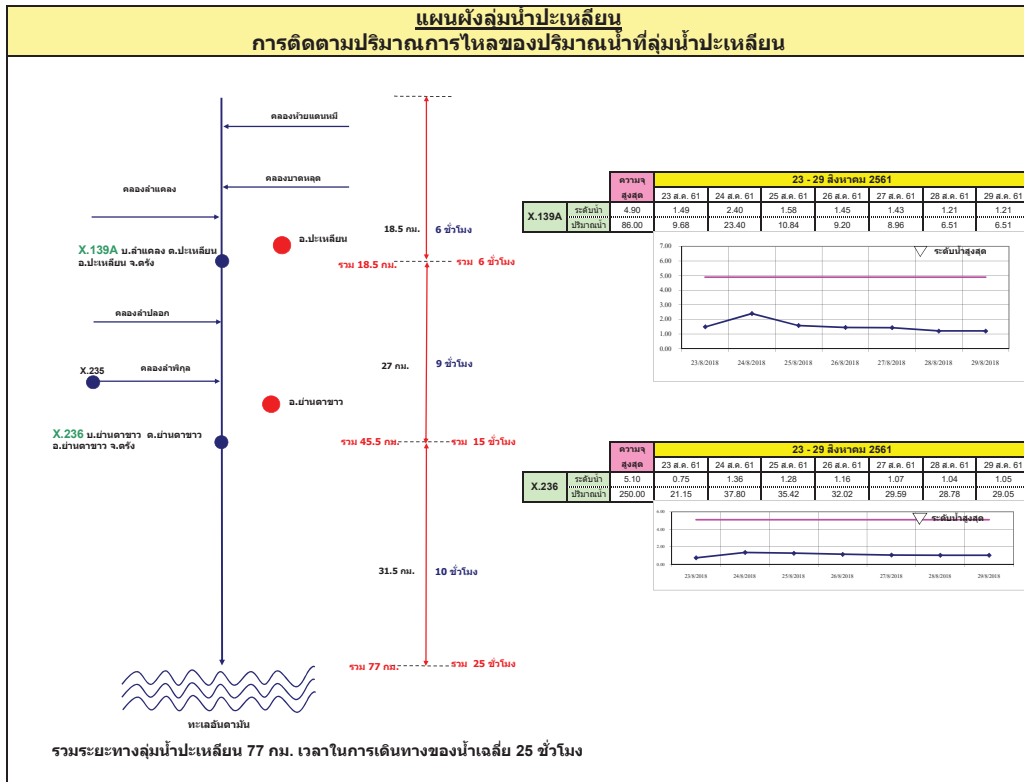 แผนผังลุ่มน้ำปะเหลียน
การติดตามปริมาณการไหลของปริมาณน้ำที่ลุ่มน้ำปะเหลียน
คลองห้วยแดนหมี
คลองบาดหลุด
คลองลำแคลง
18.5 กม.
6 ชั่วโมง
อ.ปะเหลียน
X.139A บ.ลำแคลง ต.ปะเหลียน
อ.ปะเหลียน จ.ตรัง
รวม 18.5 กม.
รวม 6 ชั่วโมง
คลองลำปลอก
X.235
คลองลำพิกุล
27 กม.
9 ชั่วโมง
อ.ย่านตาขาว
X.236 บ.ย่านตาขาว ต.ย่านตาขาว
อ.ย่านตาขาว จ.ตรัง
รวม 45.5 กม.
รวม 15 ชั่วโมง
31.5 กม.
10 ชั่วโมง
รวม 77 กม.
รวม 25 ชั่วโมง
ทะเลอันดามัน
รวมระยะทางลุ่มน้ำปะเหลียน 77 กม. เวลาในการเดินทางของน้ำเฉลี่ย 25 ชั่วโมง
ความจุ 23 - 29 สิงหาคม 2561
สูงสุด 23 ส.ค. 61 24 ส.ค. 61 25 ส.ค. 61 26 ส.ค. 61 27 ส.ค. 61 28 ส.ค. 61 29 ส.ค. 61
X.139A
ระดับน้ำ 4.90 1.49 2.40 1.58 1.45 1.43 1.21 1.21
ปริมาณน้ำ 86.00 9.68 23.40 10.84 9.20 8.96 6.51 6.51
ระดับน้ำสูงสุด
7.00
6.00
5.00
4.00
3.00
2.00
1.00
0.00
23/8/2018 24/8/2018 25/8/2018 26/8/2018 27/8/2018 28/8/2018 29/8/2018
ความจุ 23 - 29 สิงหาคม 2561
สูงสุด 23 ส.ค. 61 24 ส.ค. 61 25 ส.ค. 61 26 ส.ค. 61 27 ส.ค. 61 28 ส.ค. 61 29 ส.ค. 61
X.236
ระดับน้ำ 5.10 0.75 1.36 1.28 1.16 1.07 1.04 1.05
ปริมาณน้ำ 250.00 21.15 37.80 35.42 32.02 29.59 28.78 29.05
ระดับน้ำสูงสุด
6.00
4.00
2.00
0.00
23/8/2018 24/8/2018 25/8/2018 26/8/2018 27/8/2018 28/8/2018 29/8/2018